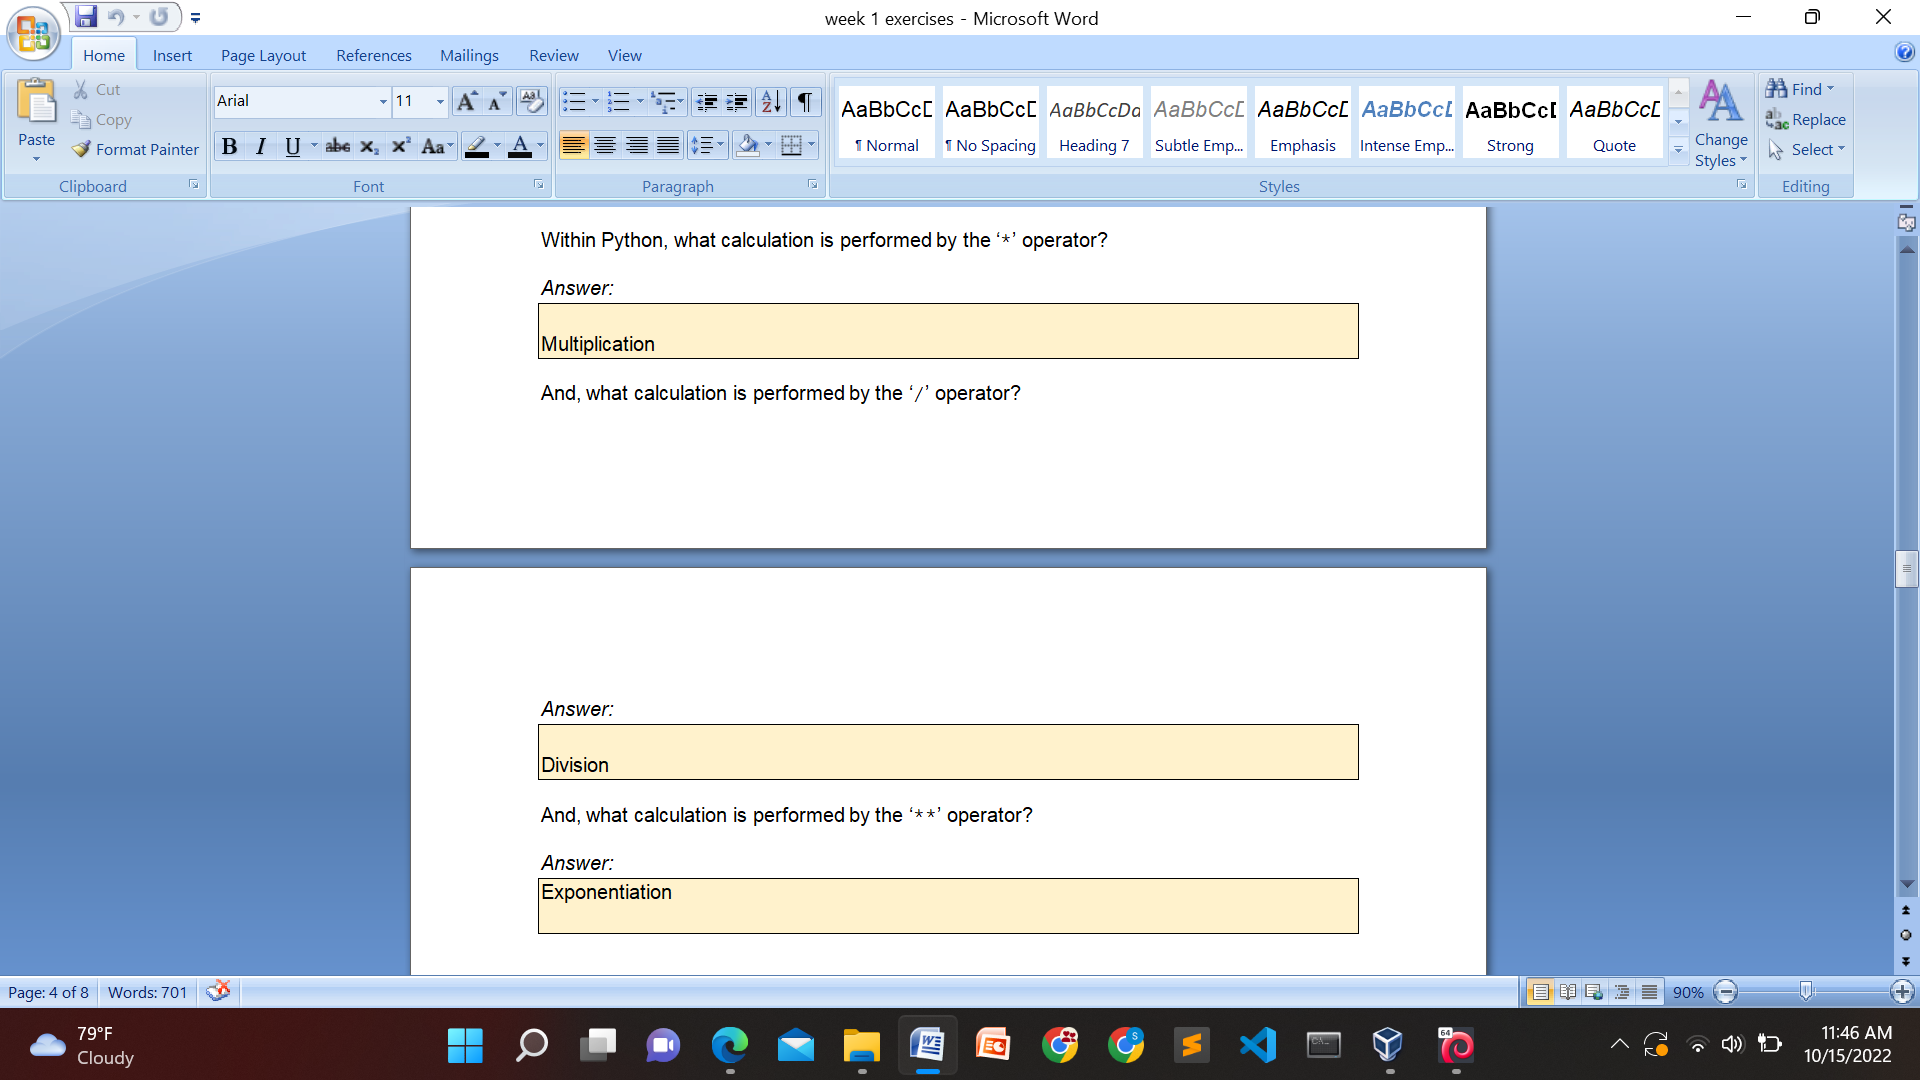 week 1 exercises - Microsoft Word
Home Insert Page Layout References Mailings Review View
Paste
Cut
Copy
Format Painter
Clipboard
Arial 11
B I U abc x₂ x² Aa A
Font
Paragraph
AaBbCcD AaBbCcD AaBbCcDd AaBbCcD AaBbCcD AaBbCcD AaBbCcD AaBbCcD
¶ Normal ¶ No Spacing Heading 7 Subtle Emp... Emphasis Intense Emp... Strong Quote
Change
Styles
Styles
Find
Replace
Select
Editing
Within Python, what calculation is performed by the ‘*’ operator?
Answer:
Multiplication
And, what calculation is performed by the ‘/’ operator?
Answer:
Division
And, what calculation is performed by the ‘**’ operator?
Answer:
Exponentiation
Page: 4 of 8 Words: 701 90%
79°F
Cloudy
11:46 AM
10/15/2022